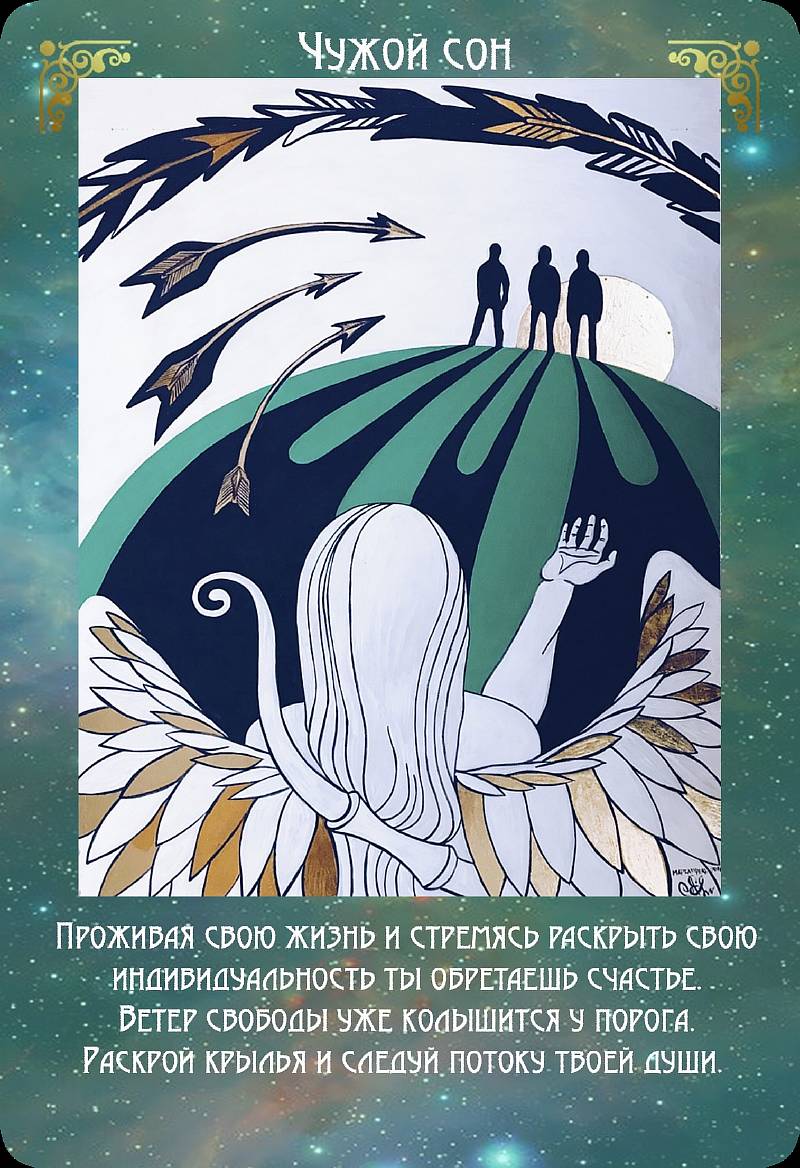 Чужой сон
Проживая свою жизнь и стремясь раскрыть свою
индивидуальность ты обретаешь счастье.
Ветер свободы уже колышится у порога.
Раскрой крылья и следуй потоку твоей души.